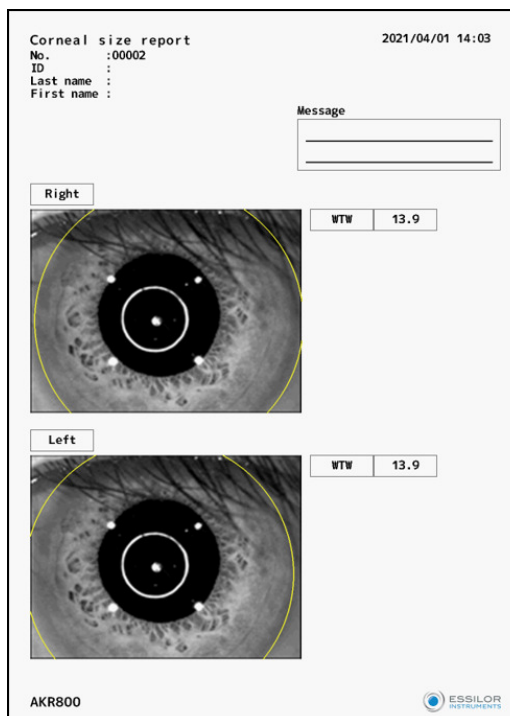 Corneal size report 2021/04/01 14:03
No. :00002
ID :
Last name :
First name :
Message
Right
WTW 13.9
Left
WTW 13.9
AKR800
ESSILOR
INSTRUMENTS